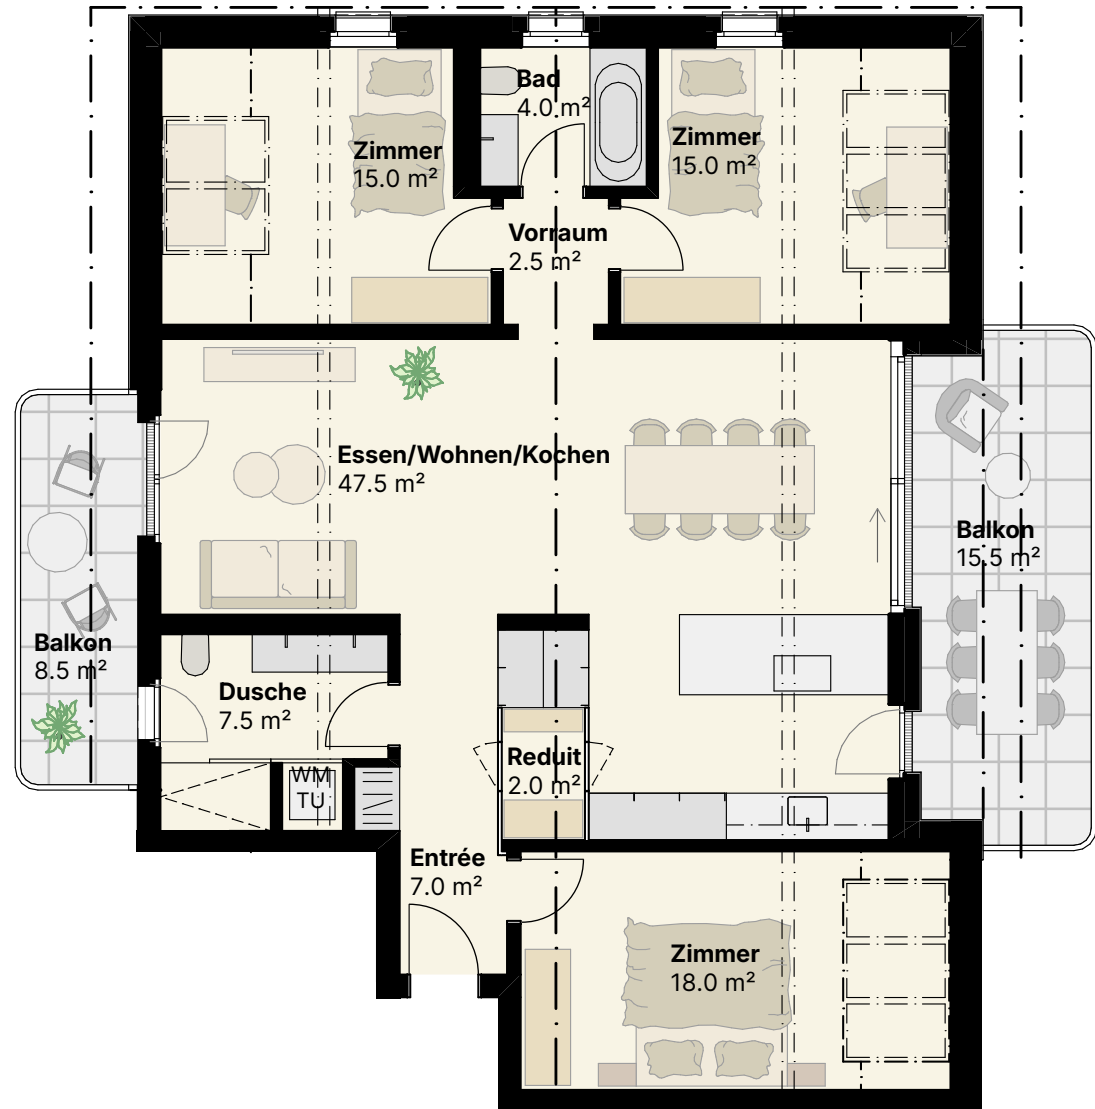 Bad
4.0 m²
Zimmer
15.0 m²
Zimmer
15.0 m²
Vorraum
2.5 m²
Essen/Wohnen/Kochen
47.5 m²
Balkon
15.5 m²
Balkon
8.5 m²
Dusche
7.5 m²
Reduit
2.0 m²
WM
TU
Entrée
7.0 m²
Zimmer
18.0 m²